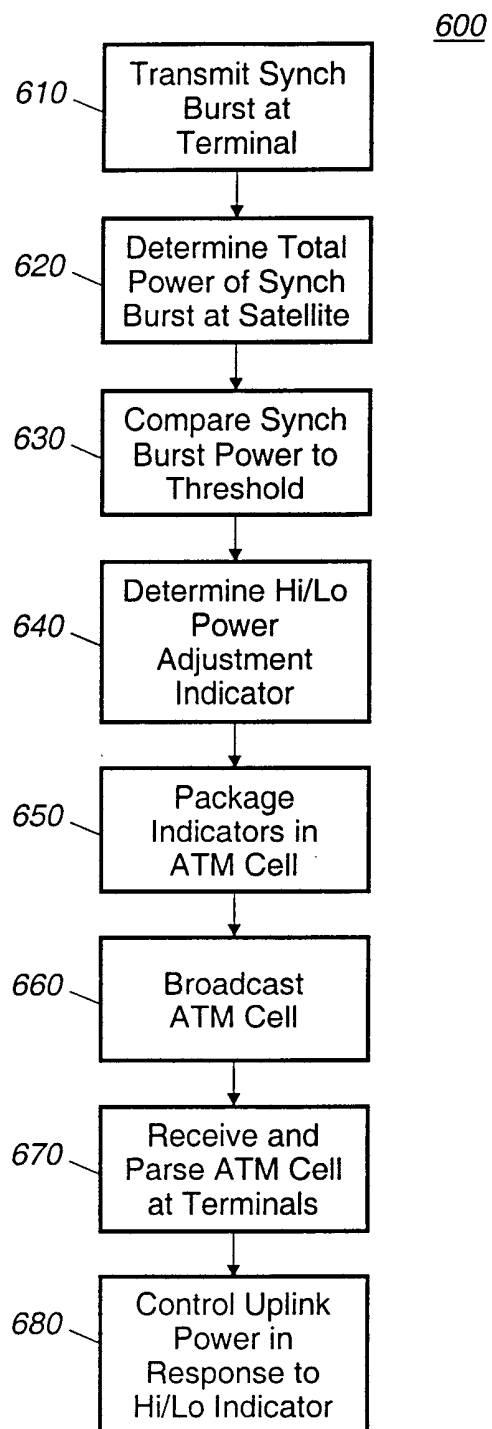 600
610
Transmit Synch
Burst at
Terminal
620
Determine Total
Power of Synch
Burst at Satellite
630
Compare Synch
Burst Power to
Threshold
640
Determine Hi/Lo
Power
Adjustment
Indicator
650
Package
Indicators in
ATM Cell
660
Broadcast
ATM Cell
670
Receive and
Parse ATM Cell
at Terminals
680
Control Uplink
Power in
Response to
Hi/Lo Indicator